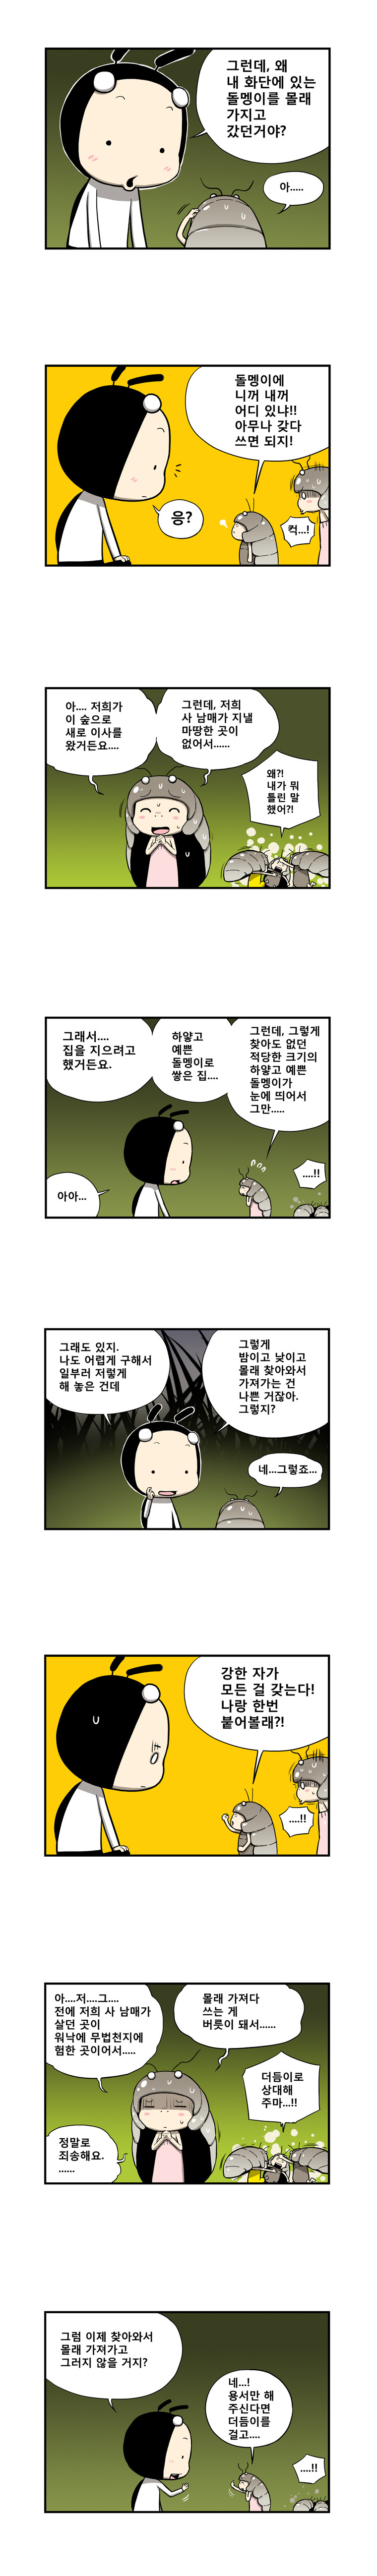 그런데, 왜
내 화단에 있는
돌멩이를 몰래
가지고
갔던거야?
아.....
돌멩이에
니꺼 내꺼
어디 있냐!!
아무나 갖다
쓰면 되지!
응?
컥...!
아.... 저희가
이 숲으로
새로 이사를
왔거든요....
그런데, 저희
사 남매가 지낼
마땅한 곳이
없어서......
왜?!
내가 뭐
틀린 말
했어?!
그래서....
집을 지으려고
했거든요.
하얗고
예쁜
돌멩이로
쌓은 집....
그런데, 그렇게
찾아도 없던
적당한 크기의
하얗고 예쁜
돌멩이가
눈에 띄어서
그만.....
아아...
....!!
그래도 있지.
나도 어렵게 구해서
일부러 저렇게
해 놓은 건데
그렇게
밤이고 낮이고
몰래 찾아와서
가져가는 건
나쁜 거잖아.
그렇지?
네...그렇죠...
강한 자가
모든 걸 갖는다!
나랑 한번
붙어볼래?!
....!!
아....저....그....
전에 저희 사 남매가
살던 곳이
워낙에 무법천지에
험한 곳이어서.....
몰래 가져다
쓰는 게
버릇이 돼서......
더듬이로
상대해
주마...!!
정말로
죄송해요.
......
그럼 이제 찾아와서
몰래 가져가고
그러지 않을 거지?
네...!
용서만 해
주신다면
더듬이를
걸고....
....!!